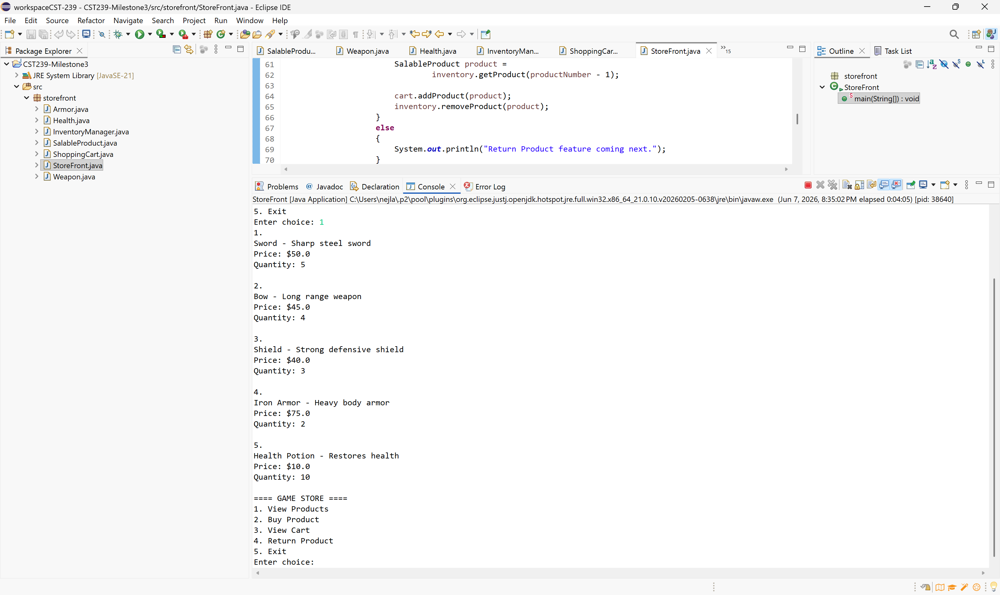 workspaceCST-239 - CST239-Milestone3/src/storefront/StoreFront.java - Eclipse IDE
File Edit Source Refactor Navigate Search Project Run Window Help
Package Explorer
CST239-Milestone3
JRE System Library [JavaSE-21]
src
storefront
Armor.java
Health.java
InventoryManager.java
SalableProduct.java
ShoppingCart.java
StoreFront.java
Weapon.java
SalableProdu... Weapon.java Health.java InventoryMan... ShoppingCar... StoreFront.java »15
61 SalableProduct product =
62 inventory.getProduct(productNumber - 1);
63
64 cart.addProduct(product);
65 inventory.removeProduct(product);
66 }
67 else
68 {
69 System.out.println("Return Product feature coming next.");
70 }
Outline Task List
storefront
StoreFront
main(String[]) : void
Problems Javadoc Declaration Console Error Log
StoreFront [Java Application] C:\Users\nejla\.p2\pool\plugins\org.eclipse.justj.openjdk.hotspot.jre.full.win32.x86_64_21.0.10.v20260205-0638\jre\bin\javaw.exe (Jun 7, 2026, 8:35:02 PM elapsed 0:04:05) [pid: 38640]
5. Exit
Enter choice: 1
1.
Sword - Sharp steel sword
Price: $50.0
Quantity: 5
2.
Bow - Long range weapon
Price: $45.0
Quantity: 4
3.
Shield - Strong defensive shield
Price: $40.0
Quantity: 3
4.
Iron Armor - Heavy body armor
Price: $75.0
Quantity: 2
5.
Health Potion - Restores health
Price: $10.0
Quantity: 10
==== GAME STORE ====
1. View Products
2. Buy Product
3. View Cart
4. Return Product
5. Exit
Enter choice: